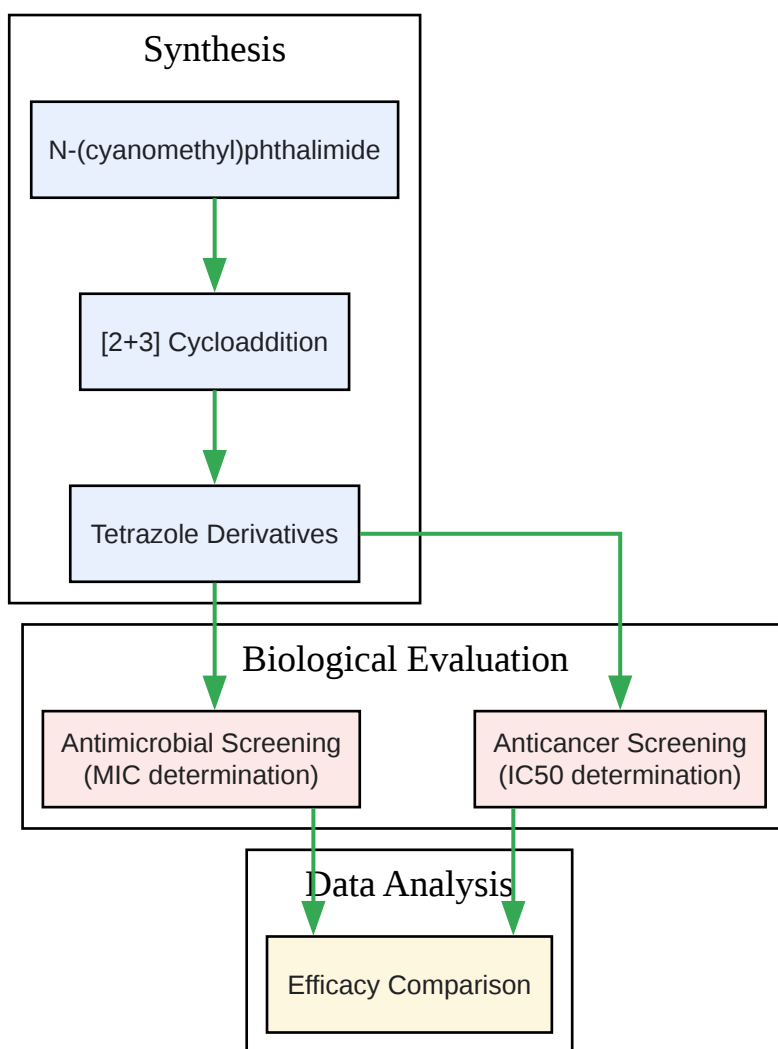 Synthesis
N-(cyanomethyl)phthalimide
[2+3] Cycloaddition
Tetrazole Derivatives
Biological Evaluation
Antimicrobial Screening
(MIC determination)
Anticancer Screening
(IC50 determination)
Data Analysis
Efficacy Comparison